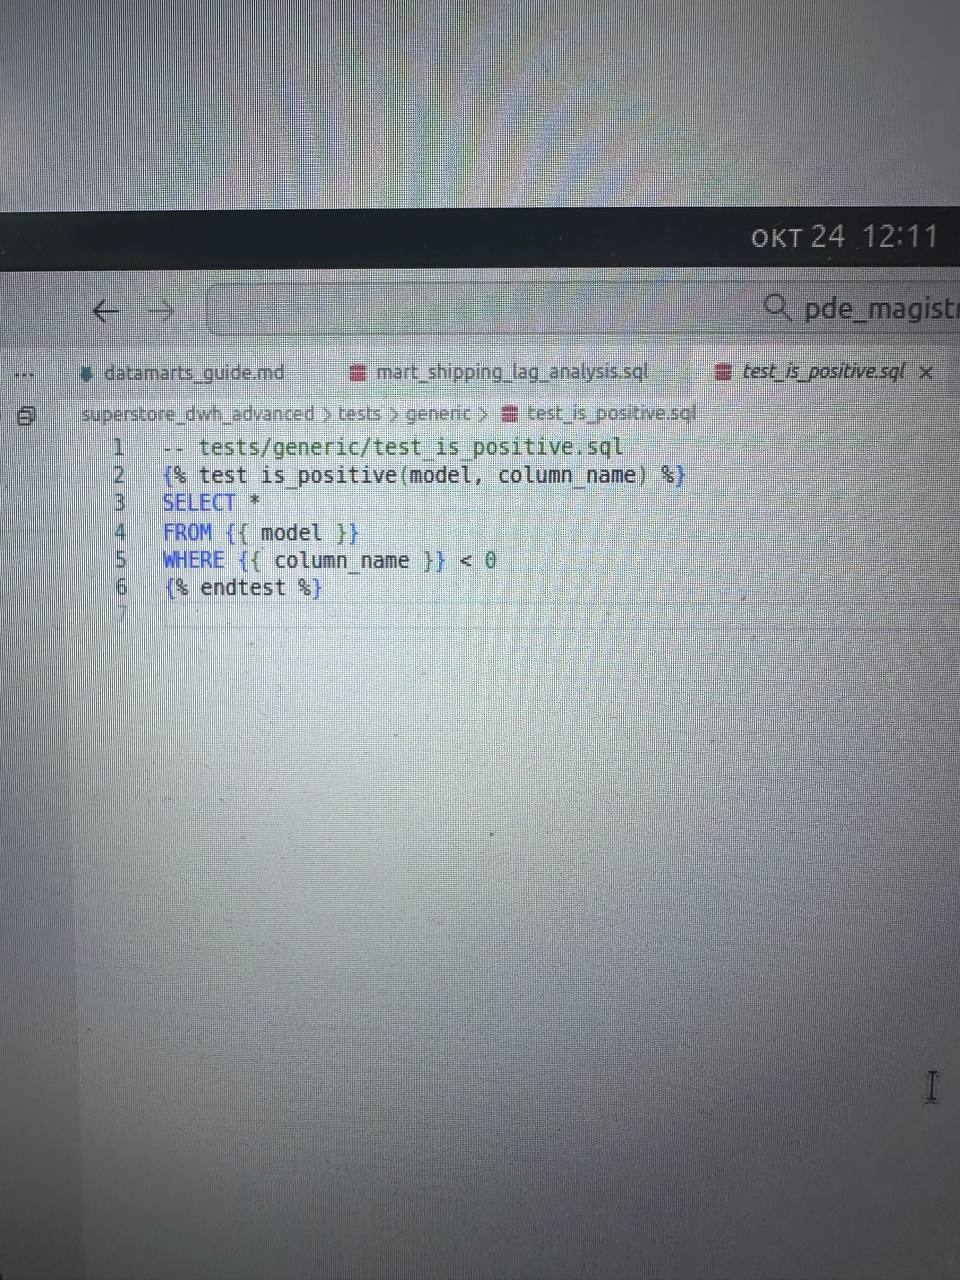 ОКТ 24 12:11
datamarts_guide.md mart_shipping_lag_analysis.sql test_is_positive.sql
superstore_dwh_advanced > tests > generic > test_is_positive.sql
1 -- tests/generic/test_is_positive.sql
2 {% test is_positive(model, column_name) %}
3 SELECT *
4 FROM {{ model }}
5 WHERE {{ column_name }} < 0
6 {% endtest %}
7